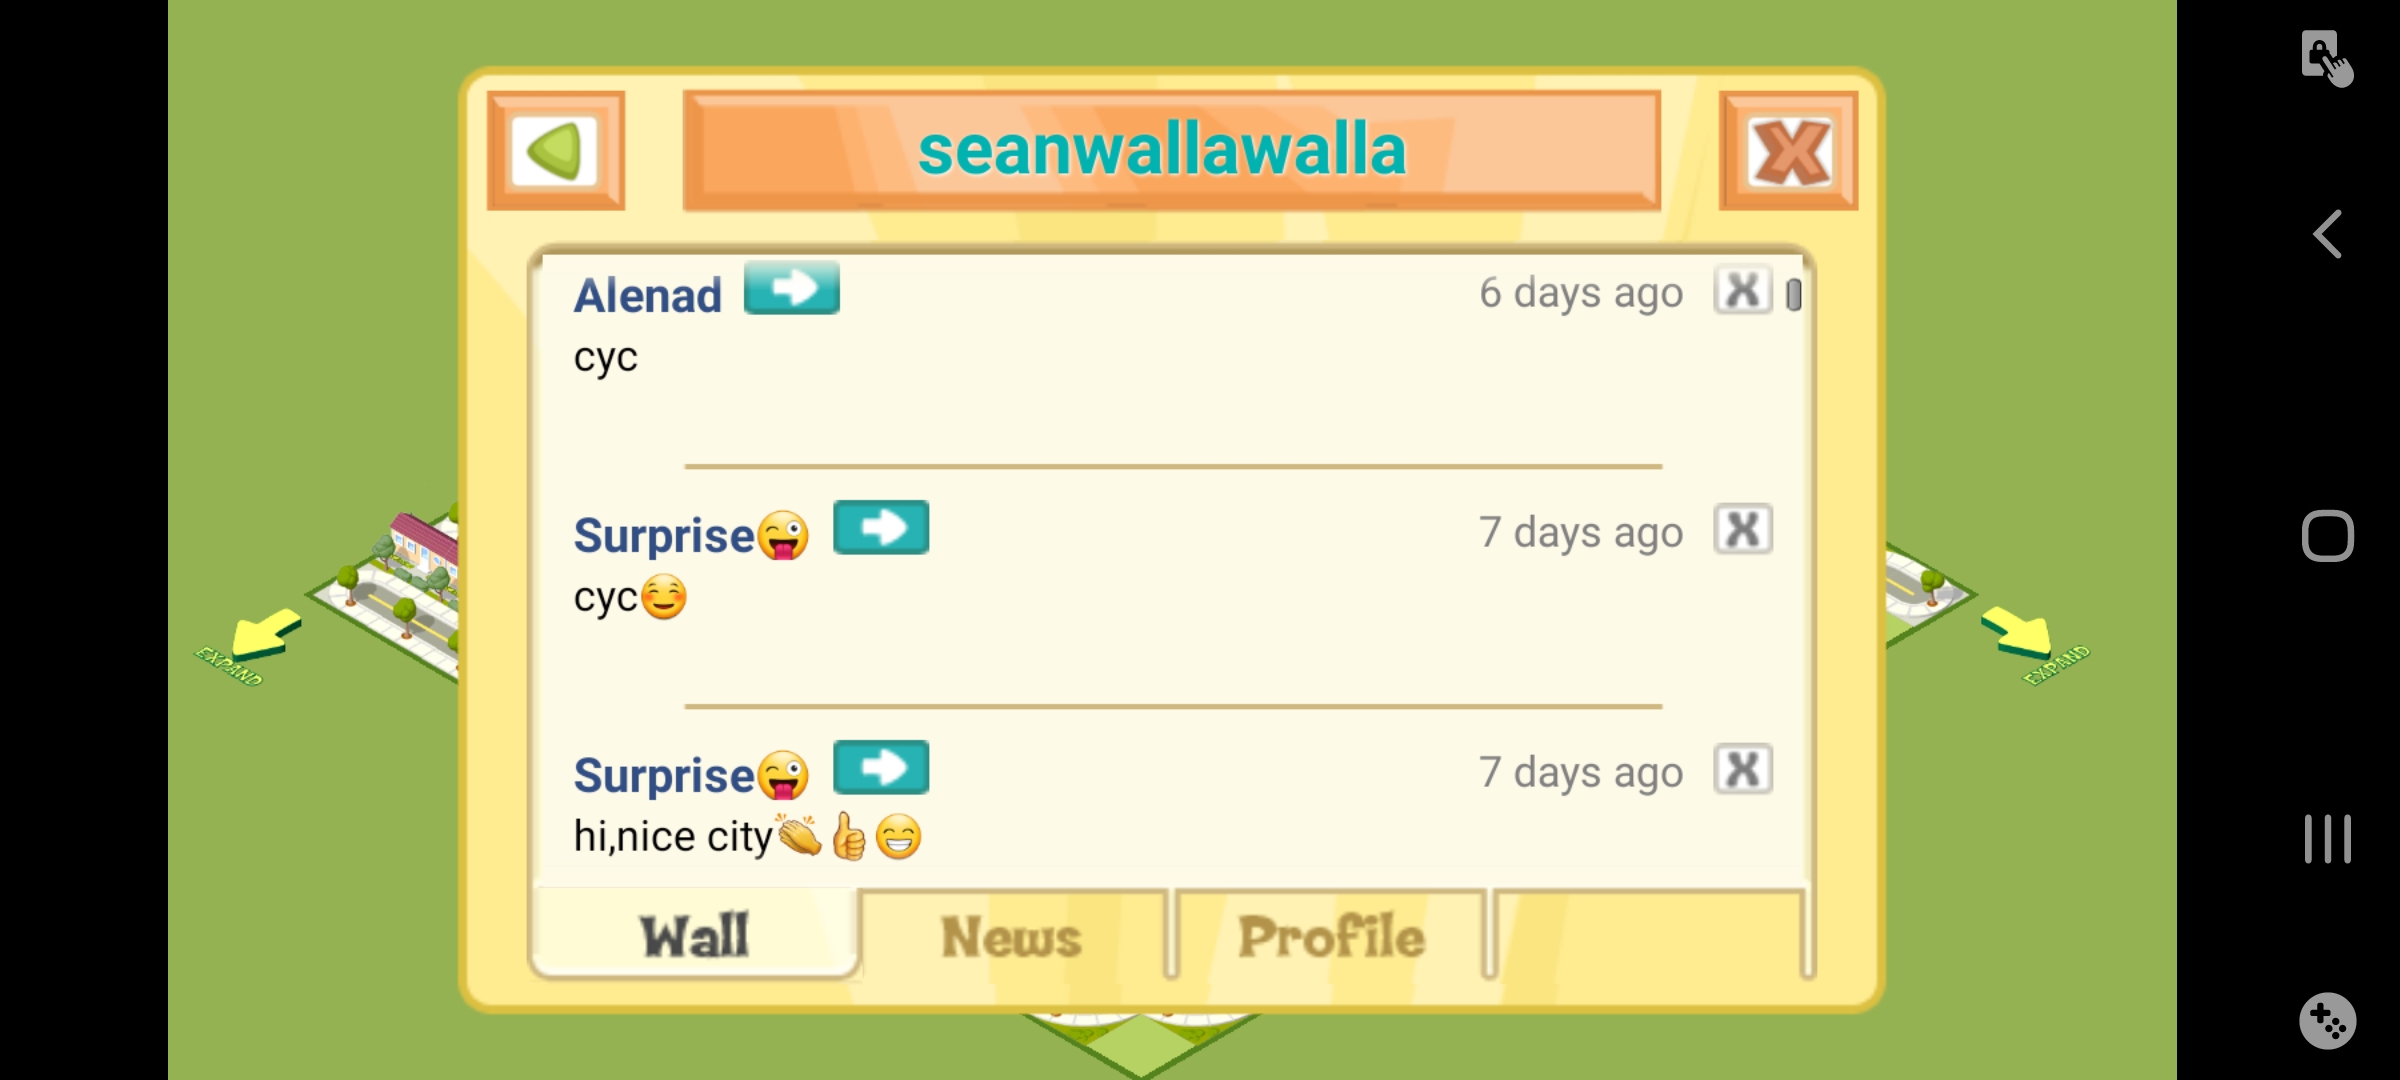 seanwallawalla
Alenad
6 days ago
cyc
Surprise😜
7 days ago
cyc☺️
Surprise😜
7 days ago
hi,nice city👏👍😁
EXPAND
EXPAND
Wall
News
Profile